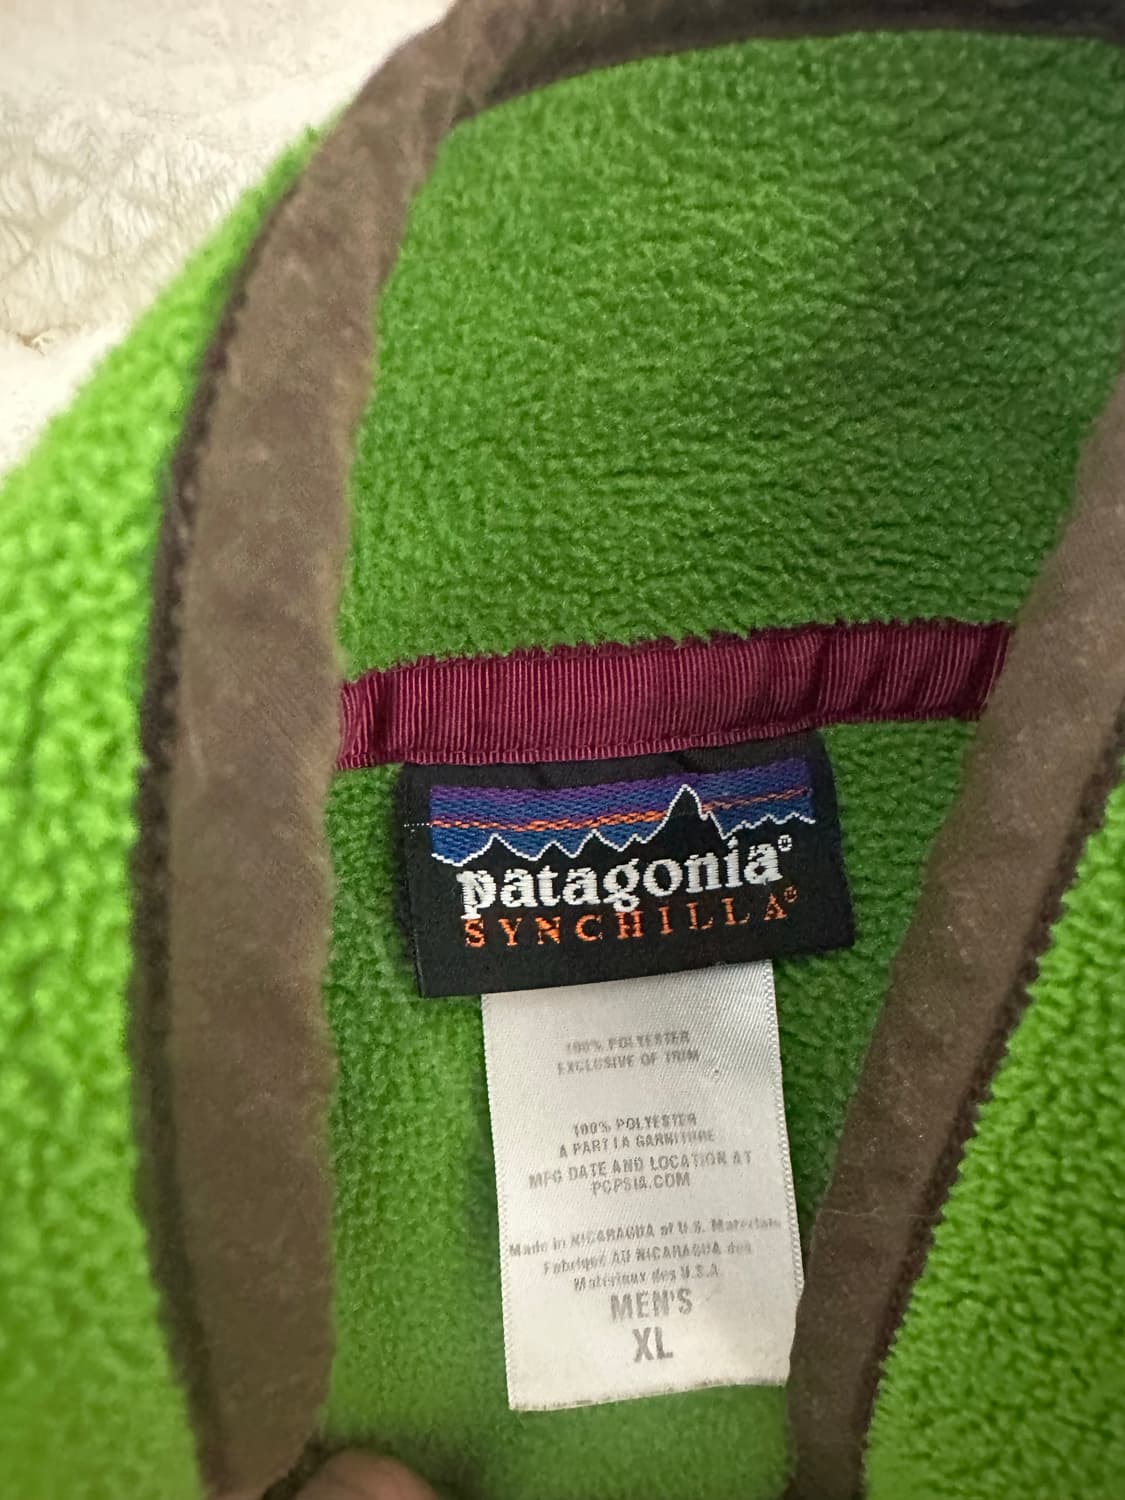 patagonia®
SYNCHILLA®
100% POLYESTER
EXCLUSIVE OF TRIM
100% POLYESTER
A PART LA GARNITURE
MFG DATE AND LOCATION AT
PCPSIA.COM
Made in NICARAGUA of U.S. Materials
Fabriqué AU NICARAGUA des
Matériaux des U.S.A
MEN'S
XL